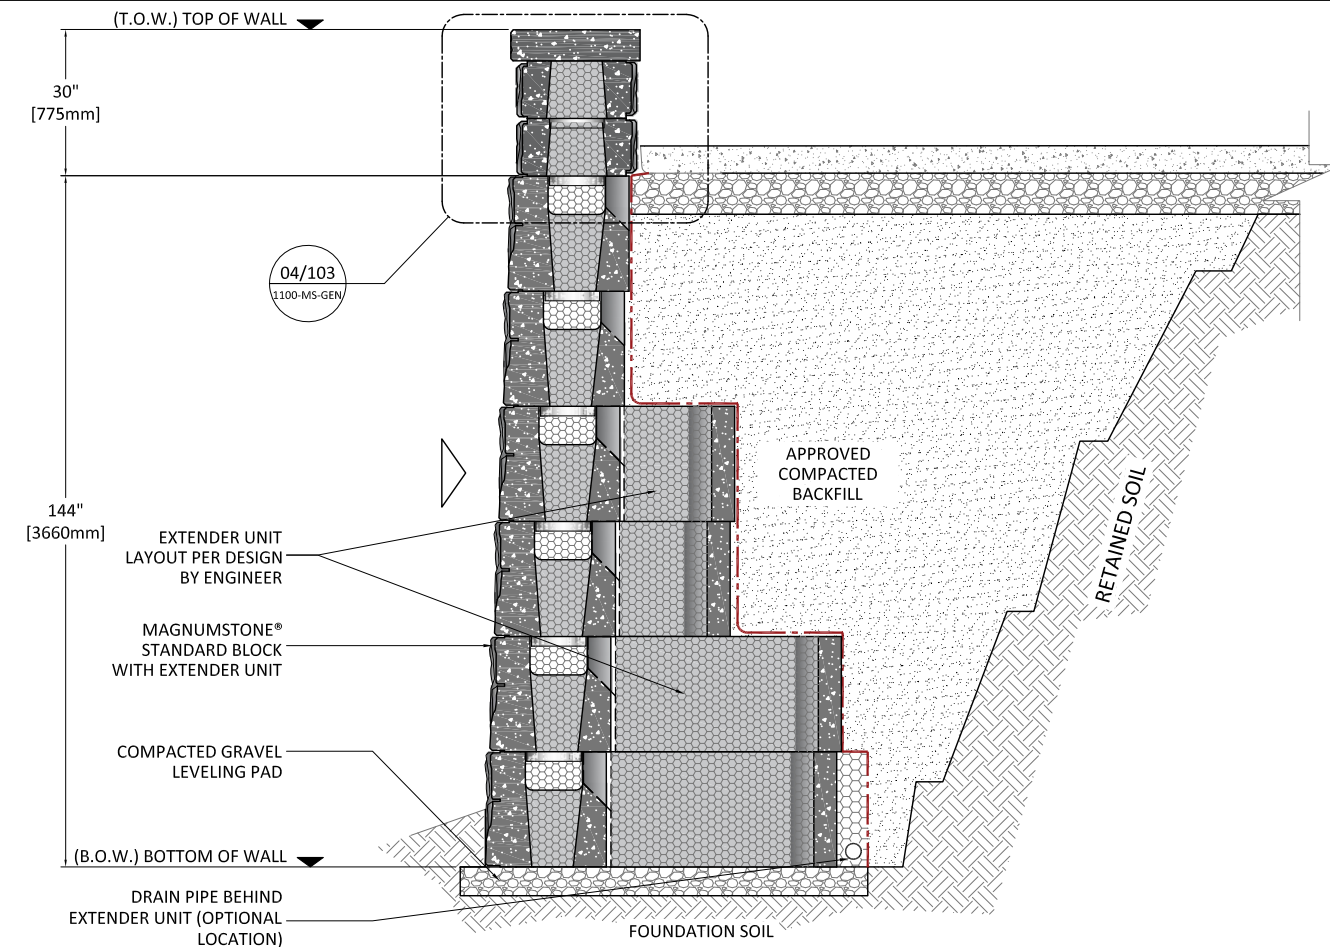 (T.O.W.) TOP OF WALL
30"
[775mm]
04/103
1100-MS-GEN
APPROVED
COMPACTED
BACKFILL
RETAINED SOIL
144"
[3660mm]
EXTENDER UNIT
LAYOUT PER DESIGN
BY ENGINEER
MAGNUMSTONE®
STANDARD BLOCK
WITH EXTENDER UNIT
COMPACTED GRAVEL
LEVELING PAD
(B.O.W.) BOTTOM OF WALL
DRAIN PIPE BEHIND
EXTENDER UNIT (OPTIONAL
LOCATION)
FOUNDATION SOIL